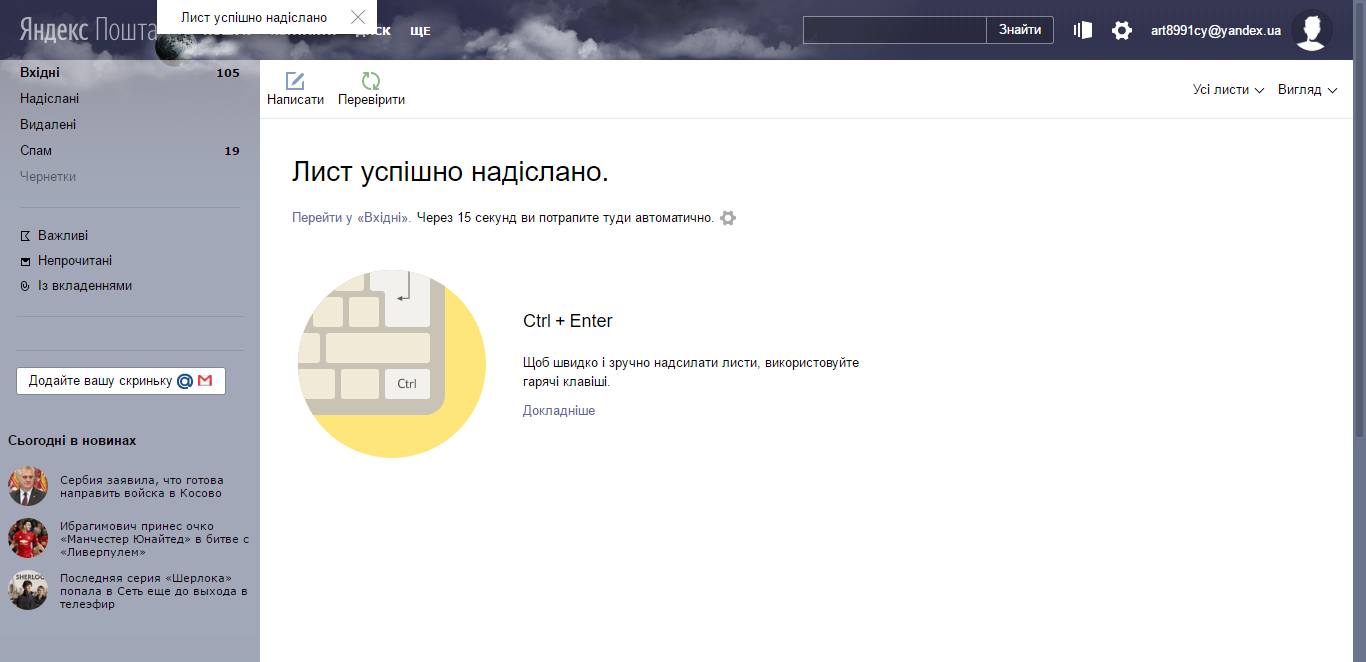 Лист успішно надіслано
Яндекс Пошта
ЩЕ
Знайти
art8991cy@yandex.ua
Вхідні 105
Надіслані
Видалені
Спам 19
Чернетки
Важливі
Непрочитані
Із вкладеннями
Додайте вашу скриньку
Сьогодні в новинах
Сербия заявила, что готова
направить войска в Косово
Ибрагимович принес очко
«Манчестер Юнайтед» в битве с
«Ливерпулем»
SHERLOC
Последняя серия «Шерлока»
попала в Сеть еще до выхода в
телеэфир
Написати
Перевірити
Усі листи
Вигляд
Лист успішно надіслано.
Перейти у «Вхідні». Через 15 секунд ви потрапите туди автоматично.
Ctrl
Ctrl + Enter
Щоб швидко і зручно надсилати листи, використовуйте
гарячі клавіші.
Докладніше